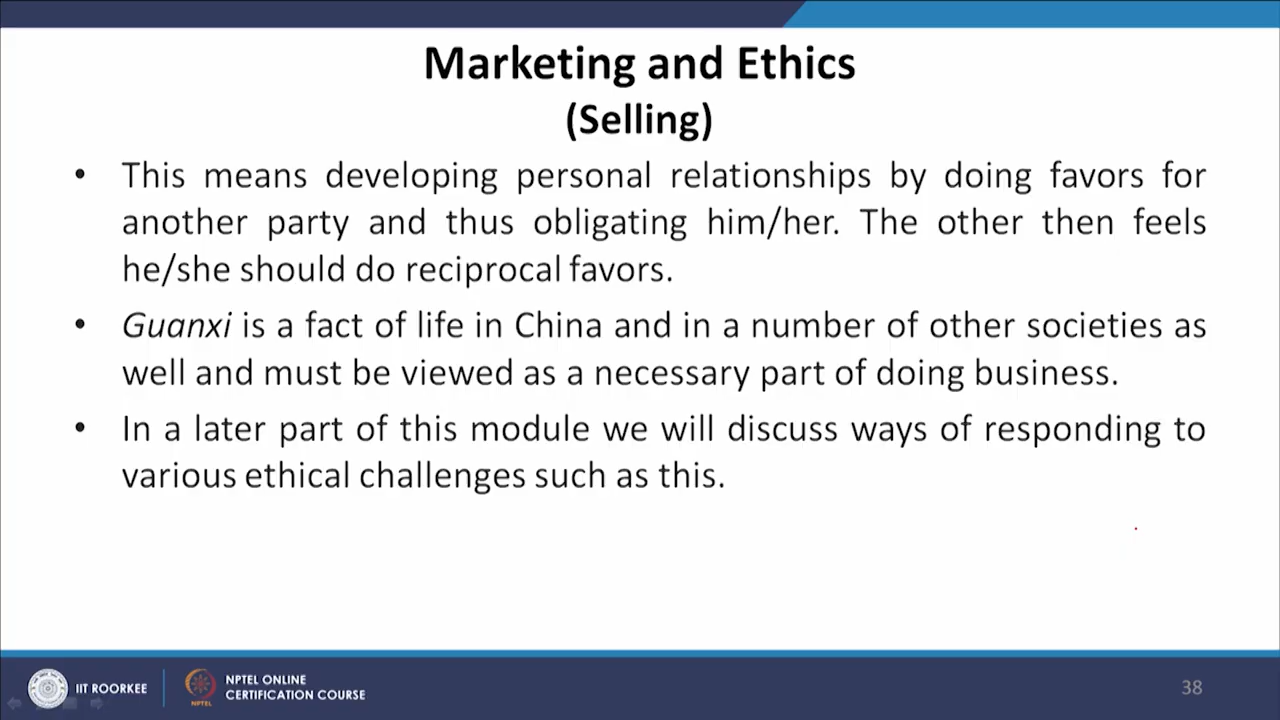 Marketing and Ethics
(Selling)
• This means developing personal relationships by doing favors for
another party and thus obligating him/her. The other then feels
he/she should do reciprocal favors.
• Guanxi is a fact of life in China and in a number of other societies as
well and must be viewed as a necessary part of doing business.
• In a later part of this module we will discuss ways of responding to
various ethical challenges such as this.
IIT ROORKEE
NPTEL
NPTEL ONLINE
CERTIFICATION COURSE
38